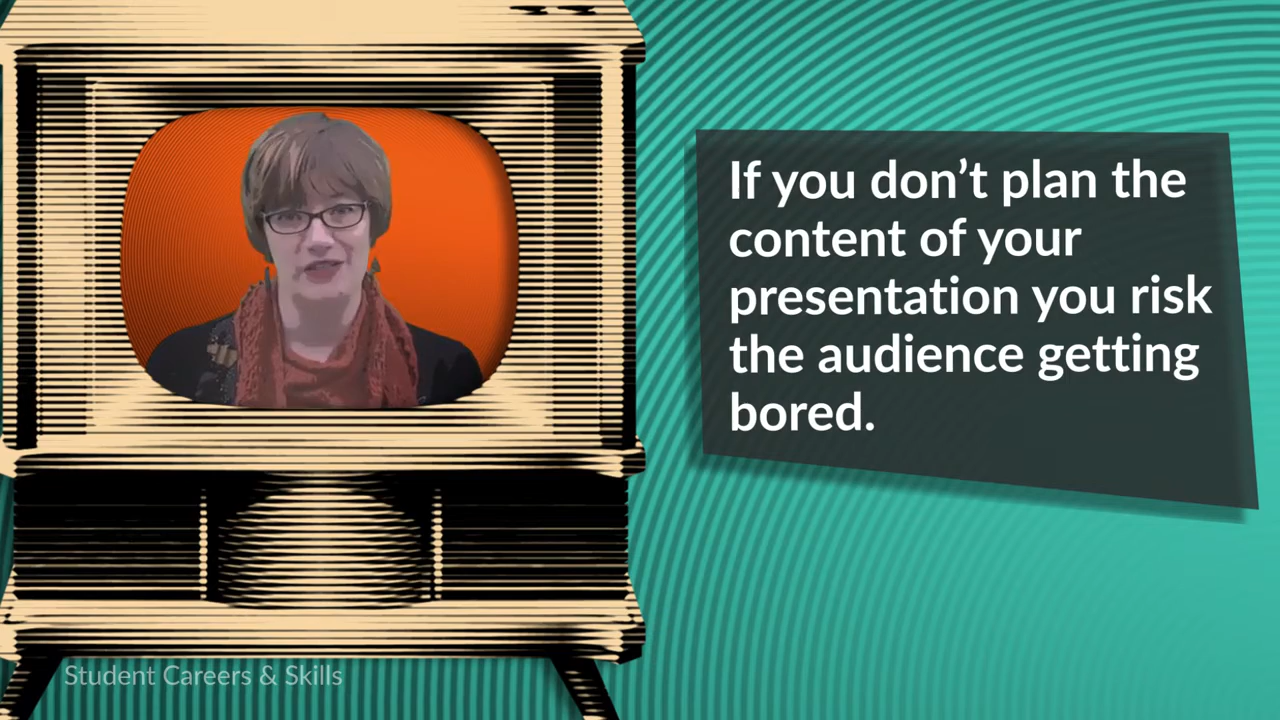 If you don’t plan the
content of your
presentation you risk
the audience getting
bored.
Student Careers & Skills